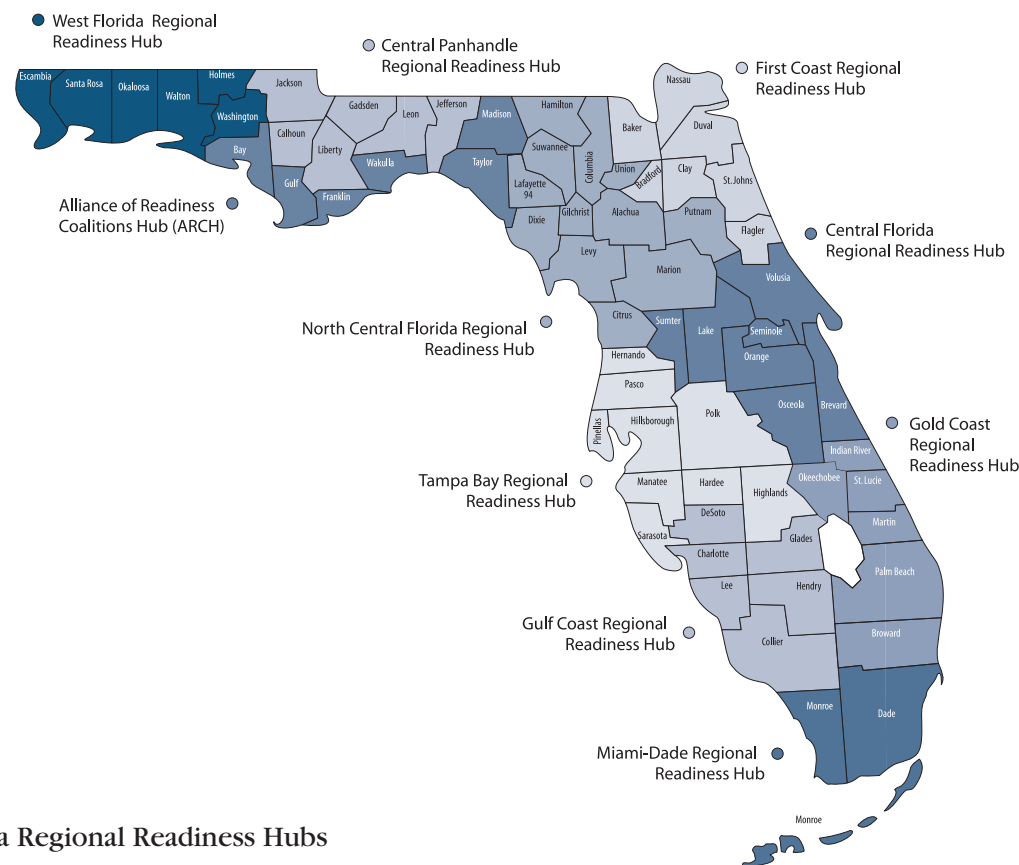 West Florida Regional
Readiness Hub
Central Panhandle
Regional Readiness Hub
First Coast Regional
Readiness Hub
Escambia
Santa Rosa
Okaloosa
Walton
Holmes
Washington
Jackson
Calhoun
Bay
Gulf
Liberty
Gadsden
Franklin
Wakulla
Leon
Jefferson
Madison
Taylor
Hamilton
Suwannee
Lafayette
94
Columbia
Dixie
Gilchrist
Baker
Union
Bradford
Nassau
Duval
Clay
St. Johns
Alachua
Putnam
Flagler
Levy
Marion
Alliance of Readiness
Coalitions Hub (ARCH)
Central Florida
Regional Readiness Hub
Volusia
Citrus
Sumter
Lake
Seminole
Orange
North Central Florida Regional
Readiness Hub
Hernando
Pasco
Pinellas
Hillsborough
Polk
Osceola
Brevard
Gold Coast
Regional
Readiness Hub
Indian River
Okeechobee
St. Lucie
Tampa Bay Regional
Readiness Hub
Manatee
Hardee
Highlands
Sarasota
DeSoto
Martin
Charlotte
Glades
Lee
Hendry
Palm Beach
Gulf Coast Regional
Readiness Hub
Collier
Broward
Monroe
Dade
Miami-Dade Regional
Readiness Hub
Monroe
a Regional Readiness Hubs